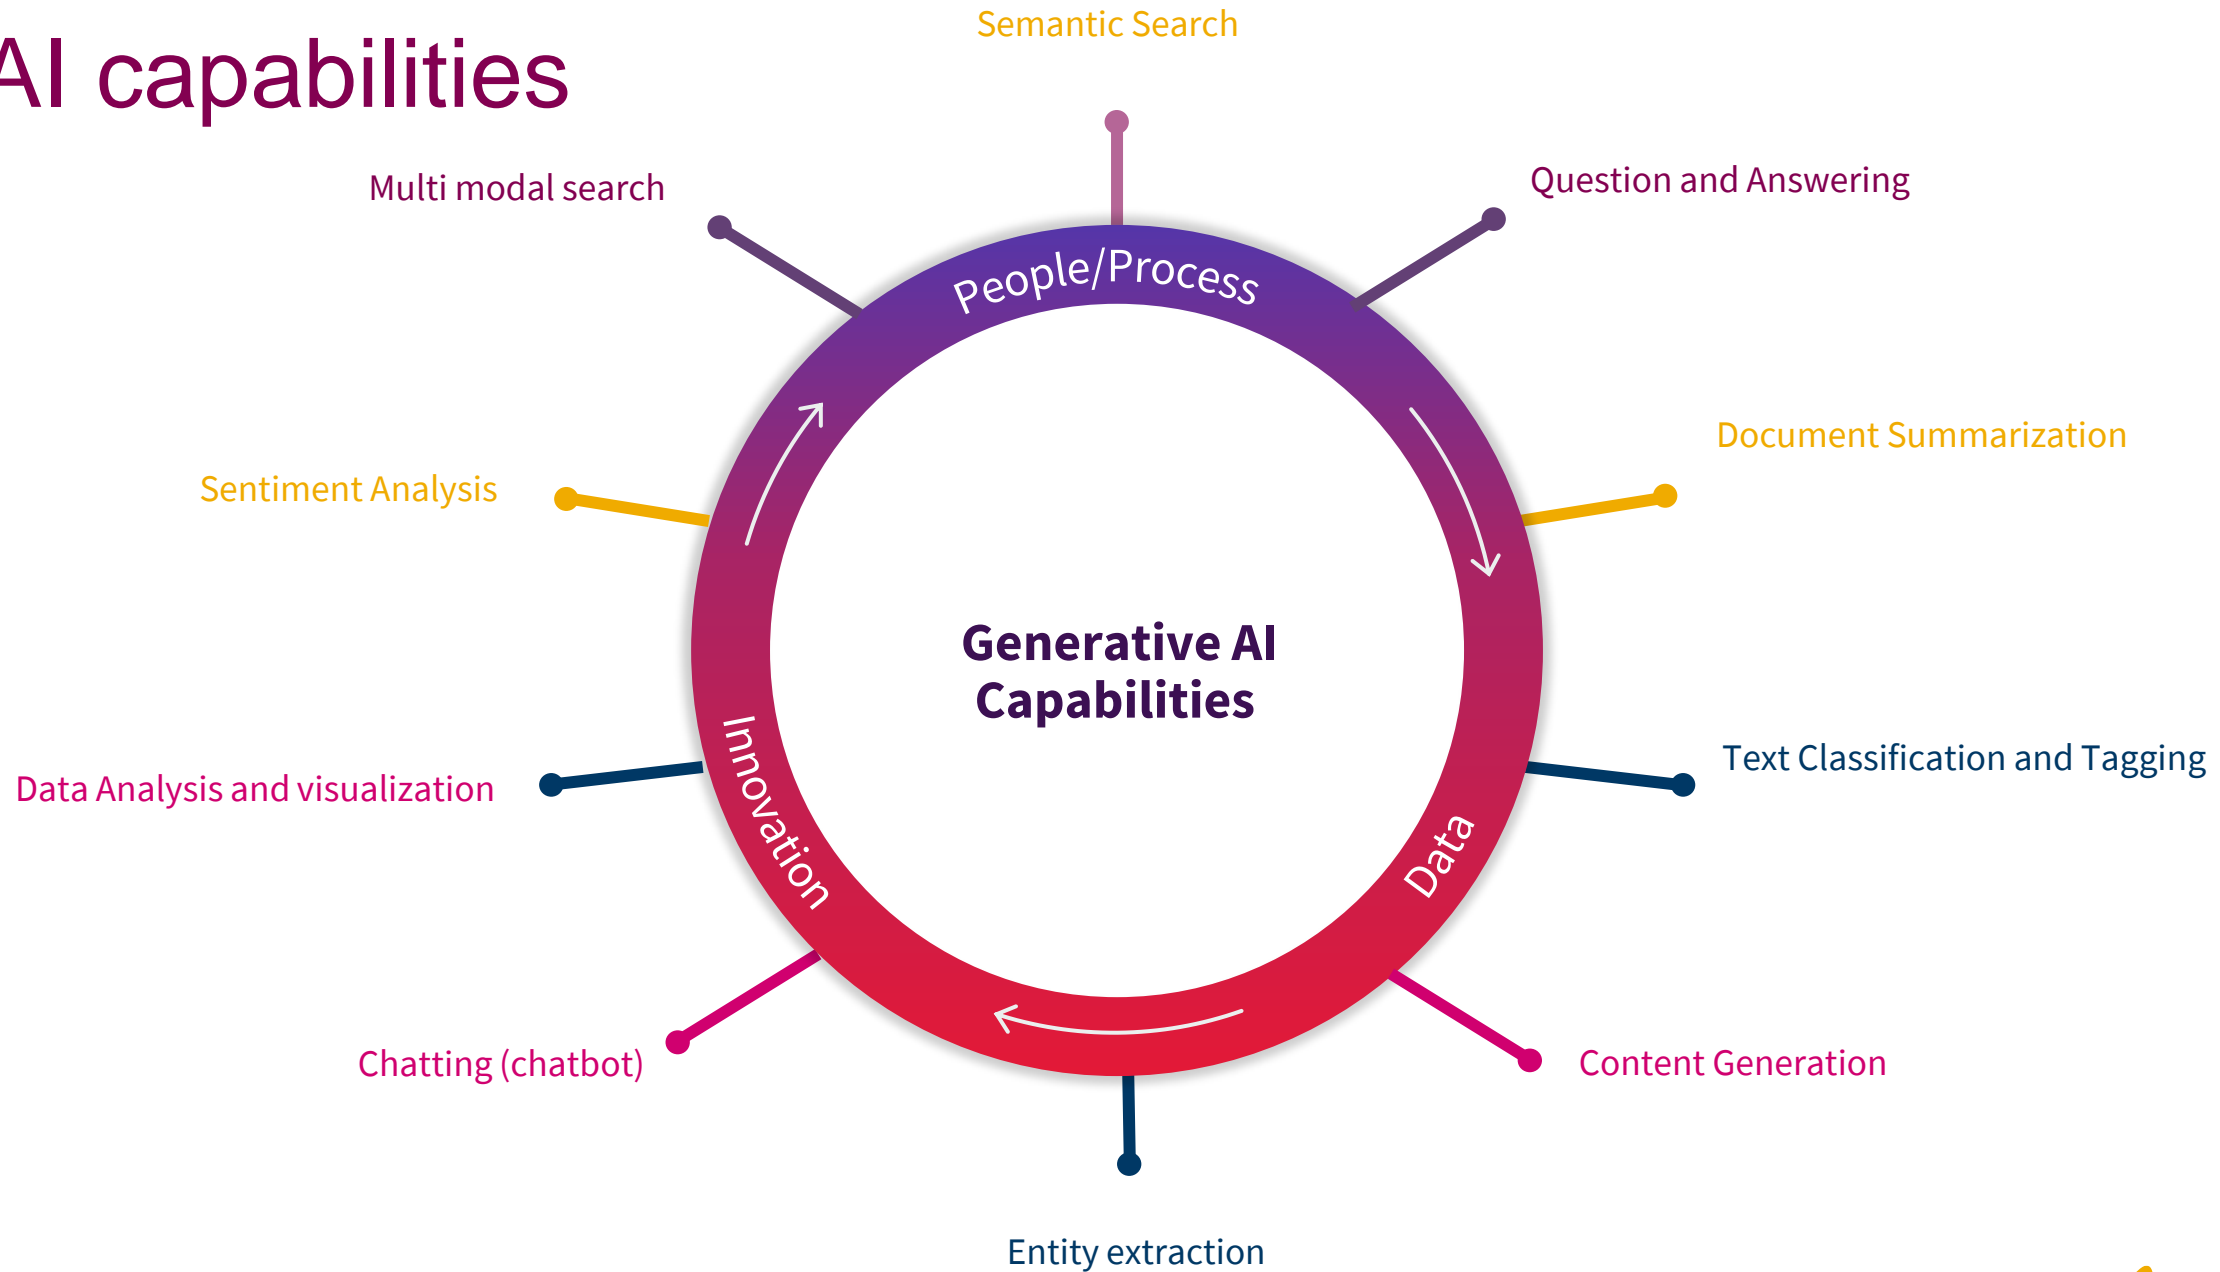 AI capabilities
Semantic Search
Multi modal search
Question and Answering
People/Process
Document Summarization
Sentiment Analysis
Generative AI
Capabilities
Innovation
Text Classification and Tagging
Data Analysis and visualization
Data
Chatting (chatbot)
Content Generation
Entity extraction